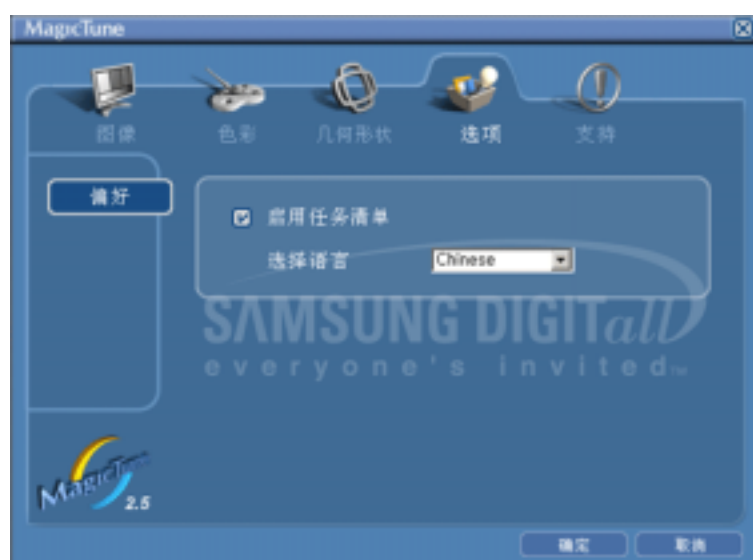 MagicTune
图像
色彩
几何形状
选项
支持
偏好
启用任务清单
选择语言
Chinese
SAMSUNG DIGITall
everyone's invited™
MagicTune
2.5
确定
取消